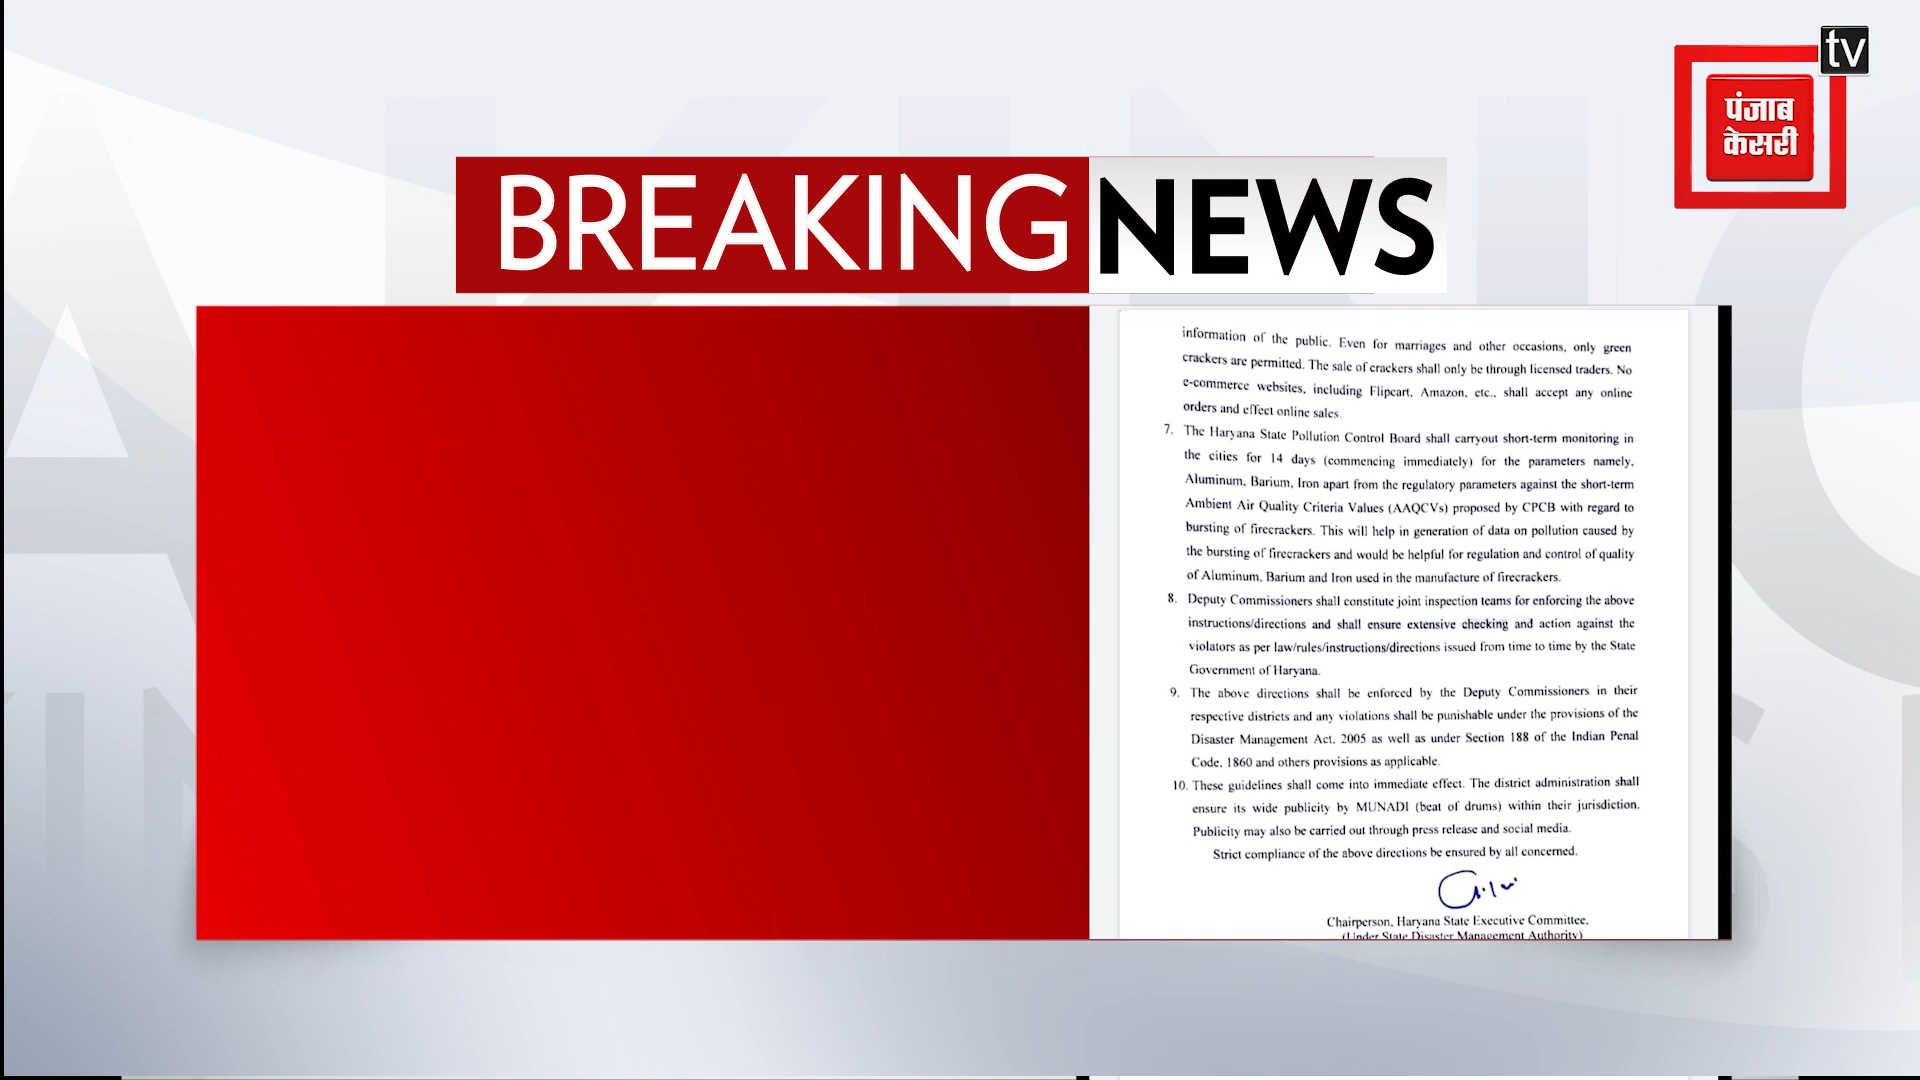 tv
पंजाब
केसरी
BREAKING NEWS
information of the public. Even for marriages and other occasions, only green
crackers are permitted. The sale of crackers shall only be through licensed traders. No
e-commerce websites, including Flipcart, Amazon, etc., shall accept any online
orders and effect online sales.
7. The Haryana State Pollution Control Board shall carryout short-term monitoring in
the cities for 14 days (commencing immediately) for the parameters namely,
Aluminum, Barium, Iron apart from the regulatory parameters against the short-term
Ambient Air Quality Criteria Values (AAQCVs) proposed by CPCB with regard to
bursting of firecrackers. This will help in generation of data on pollution caused by
the bursting of firecrackers and would be helpful for regulation and control of quality
of Aluminum, Barium and Iron used in the manufacture of firecrackers.
8. Deputy Commissioners shall constitute joint inspection teams for enforcing the above
instructions/directions and shall ensure extensive checking and action against the
violators as per law/rules/instructions/directions issued from time to time by the State
Government of Haryana.
9. The above directions shall be enforced by the Deputy Commissioners in their
respective districts and any violations shall be punishable under the provisions of the
Disaster Management Act, 2005 as well as under Section 188 of the Indian Penal
Code, 1860 and others provisions as applicable.
10. These guidelines shall come into immediate effect. The district administration shall
ensure its wide publicity by MUNADI (beat of drums) within their jurisdiction.
Publicity may also be carried out through press release and social media.
Strict compliance of the above directions be ensured by all concerned.
Chairperson, Haryana State Executive Committee,
(Under State Disaster Management Authority)